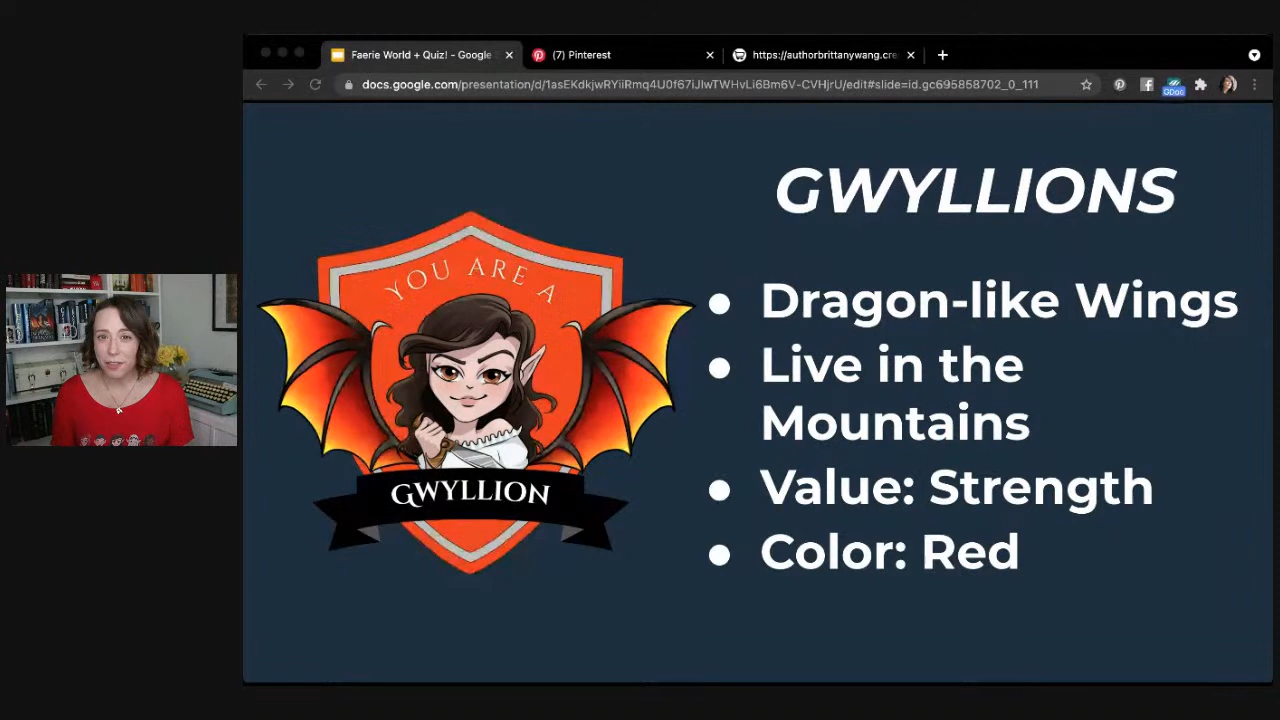 Faerie World + Quiz! - Google
(7) Pinterest
https://authorbrittanywang.cre
docs.google.com/presentation/d/1asEKdkjwRYiiRmq4U0f67iJlwTWHvLi6Bm6V-CVHjrU/edit#slide=id.gc695858702_0_111
GDoc
GWYLLIONS
YOU ARE A
GWYLLION
● Dragon-like Wings
● Live in the
Mountains
● Value: Strength
● Color: Red